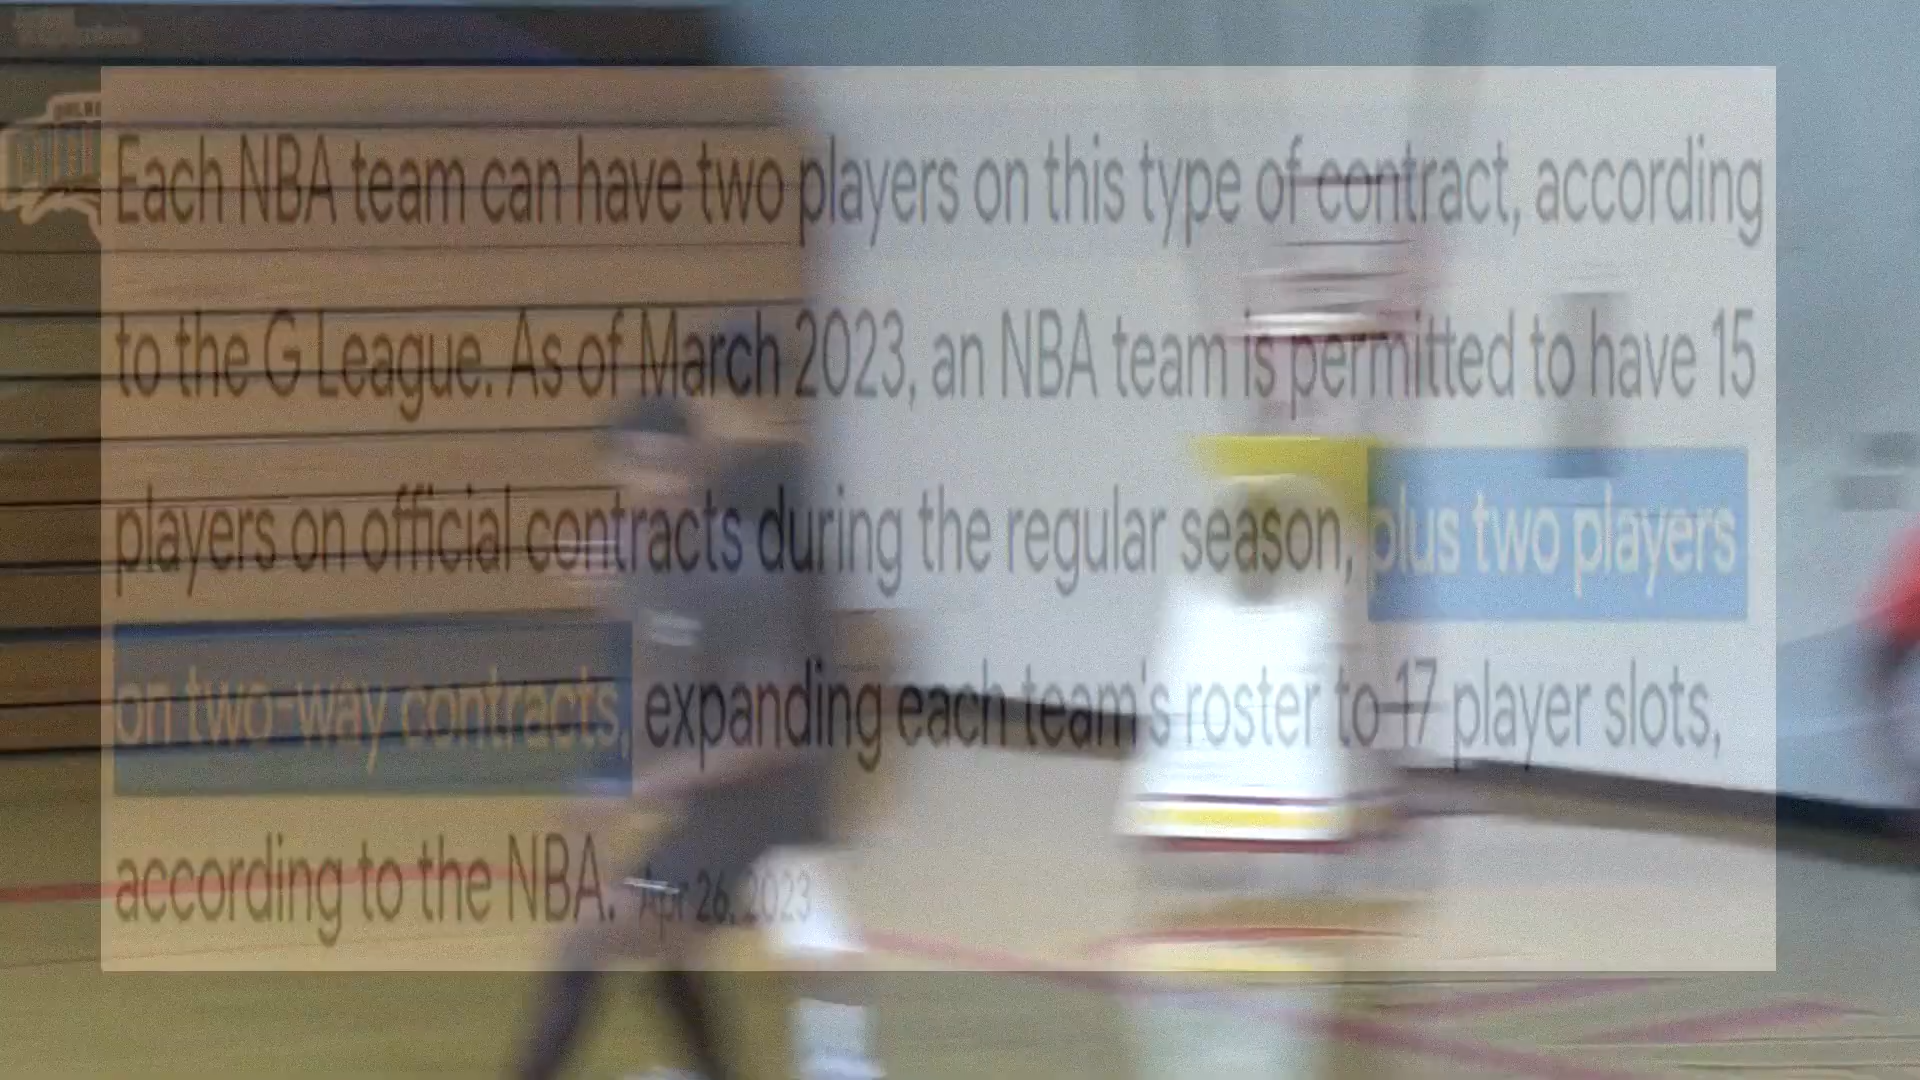 Each NBA team can have two players on this type of contract, according
to the G League. As of March 2023, an NBA team is permitted to have 15
players on official contracts during the regular season, plus two players
on two-way contracts, expanding each team's roster to 17 player slots,
according to the NBA. Apr 26, 2023